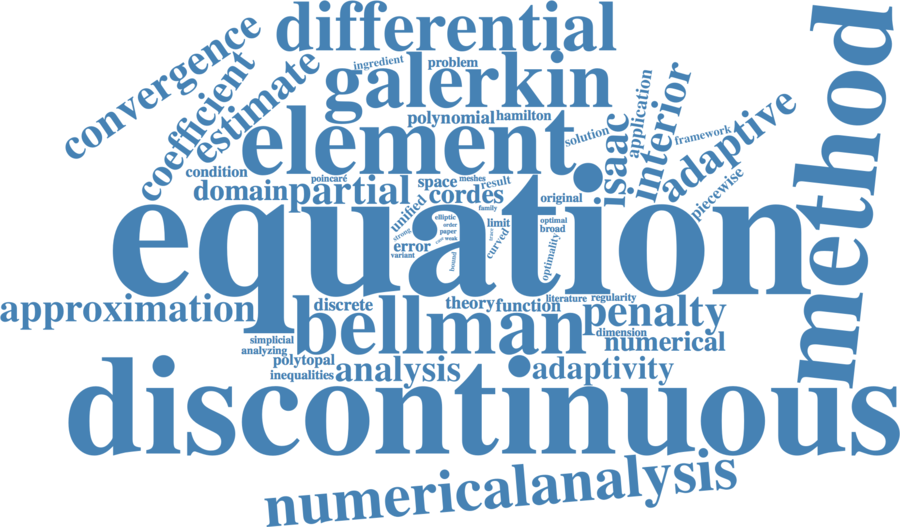 differential
convergence
ingredient
problem
galerkin
coefficient
estimate
method
application
interior
polynomial
hamilton
element
solution
isaac
framework
adaptive
condition
poincaré
meshes
space
result
domain
partial
cordes
original
piecewise
equation
unified
family
strong
elliptic
order
paper
weak
limit
optimal
broad
error
variant
bound
curved
optimality
approximation
discrete
theory
function
literature
regularity
bellman
penalty
dimension
numerical
simplicial
analyzing
polytopal
inequalities
analysis
adaptivity
discontinuous
numericalanalysis